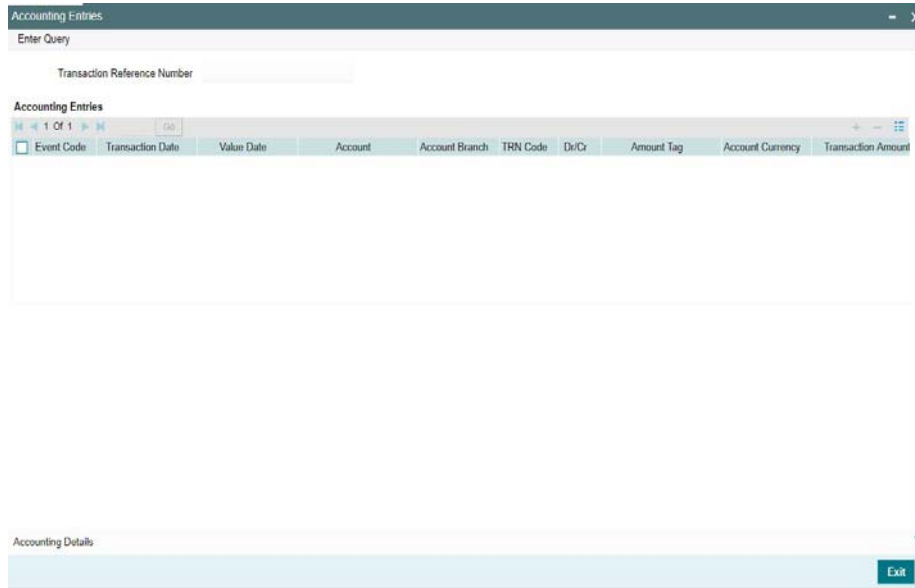 Accounting Entries
Enter Query
Transaction Reference Number
Accounting Entries
1 Of 1 Go
Event Code Transaction Date Value Date Account Account Branch TRN Code Dr/Cr Amount Tag Account Currency Transaction Amount
Accounting Details
Exit